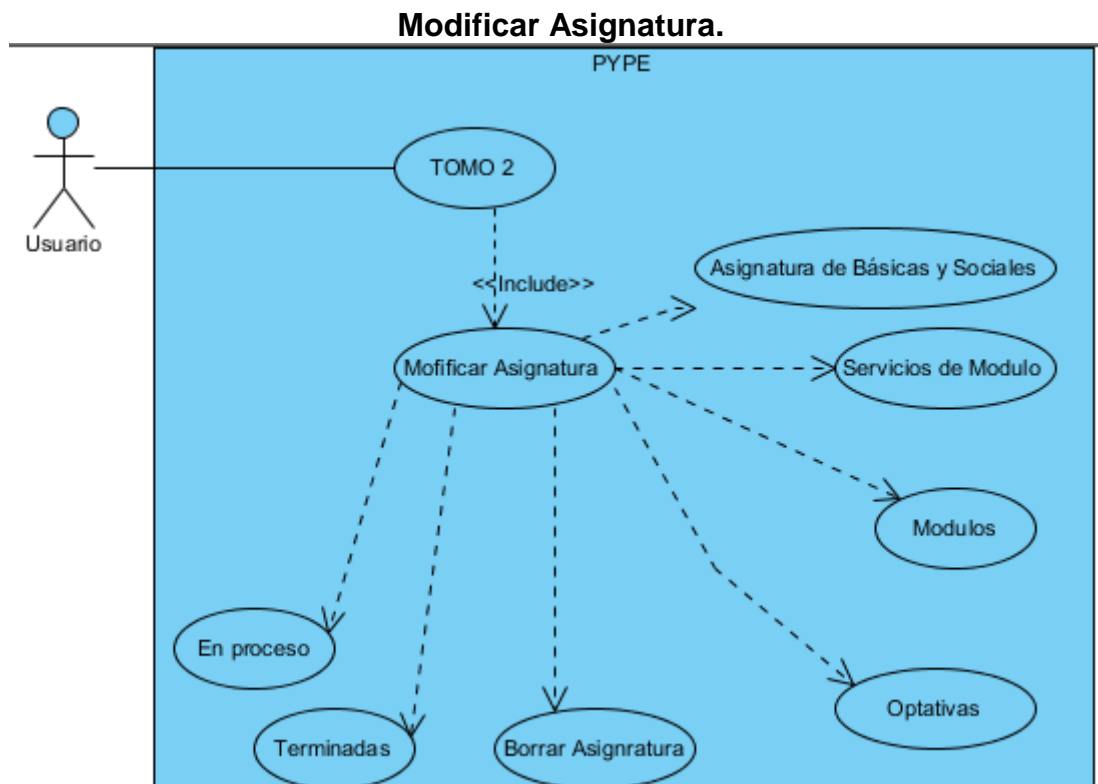 Modificar Asignatura.
PYPE
TOMO 2
Usuario
Asignatura de Básicas y Sociales
<<Include>>
Mofificar Asignatura
Servicios de Modulo
Modulos
En proceso
Optativas
Terminadas
Borrar Asignratura